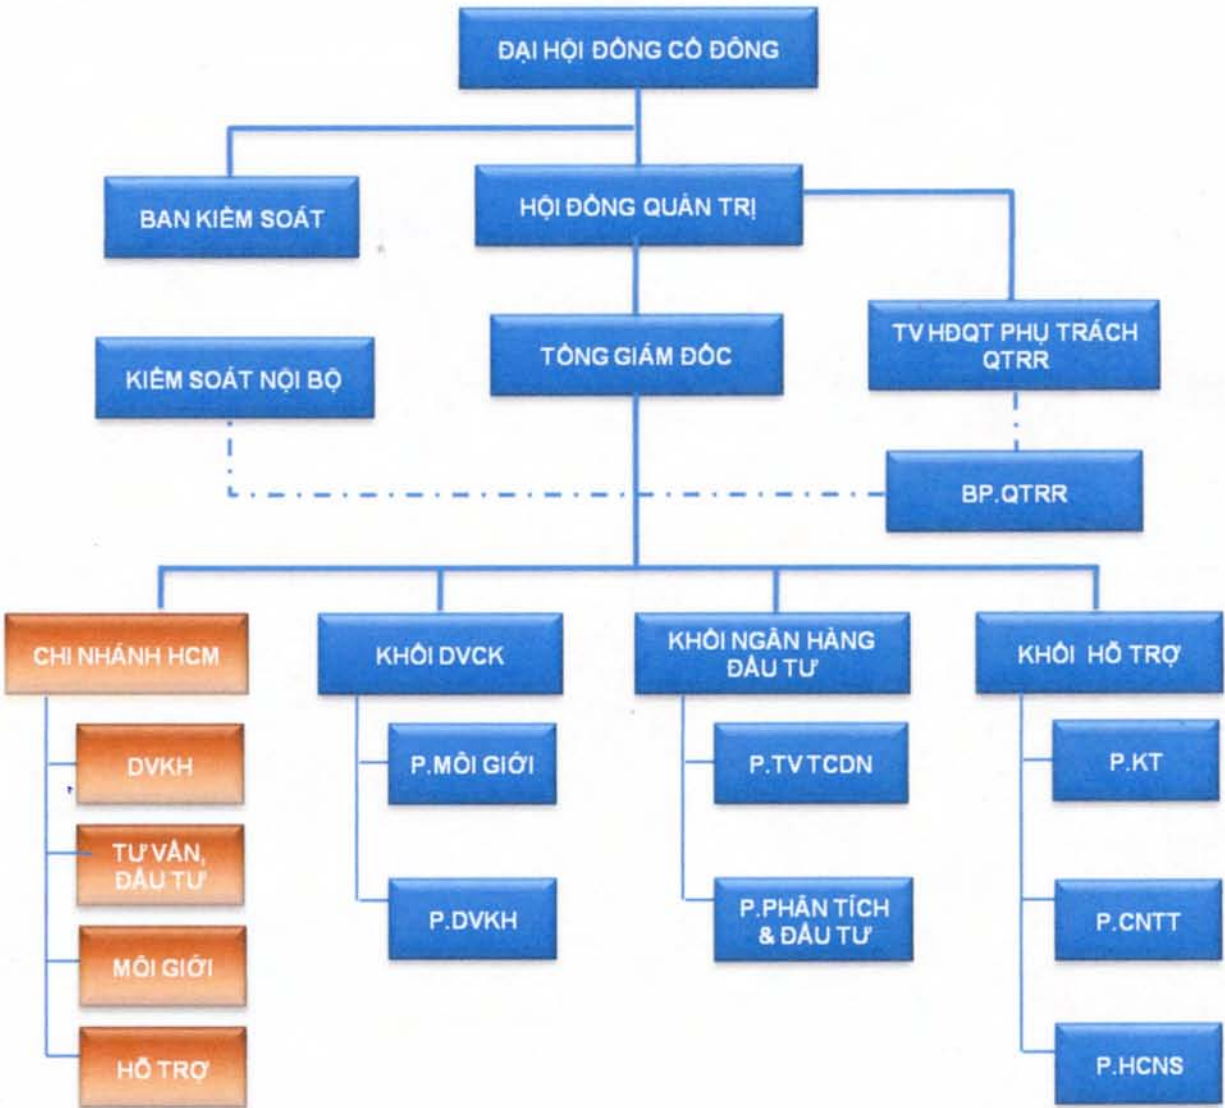 ĐẠI HỘI ĐỒNG CỔ ĐÔNG
BAN KIỂM SOÁT
HỘI ĐỒNG QUẢN TRỊ
KIỂM SOÁT NỘI BỘ
TỔNG GIÁM ĐỐC
TV HĐQT PHỤ TRÁCH
QTRR
BP.QTRR
CHI NHÁNH HCM
DVKH
TƯ VẤN,
ĐẦU TƯ
MÔI GIỚI
HỖ TRỢ
KHỐI DVCK
P.MÔI GIỚI
P.DVKH
KHỐI NGÂN HÀNG
ĐẦU TƯ
P.TV TCDN
P.PHÂN TÍCH
& ĐẦU TƯ
KHỐI HỖ TRỢ
P.KT
P.CNTT
P.HCNS